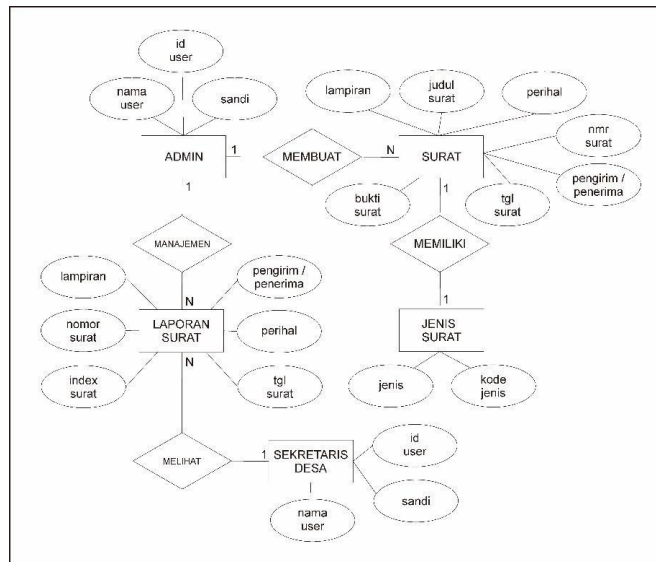 id
user
nama
user
sandi
lampiran
judul
surat
perihal
ADMIN
1
MEMBUAT
N
SURAT
nmr
surat
pengirim /
penerima
1
bukti
surat
1
tgl
surat
MANAJEMEN
MEMILIKI
lampiran
pengirim /
penerima
N
1
nomor
surat
LAPORAN
SURAT
perihal
JENIS
SURAT
N
index
surat
tgl
surat
jenis
kode
jenis
MELIHAT
1
SEKRETARIS
DESA
id
user
sandi
nama
user